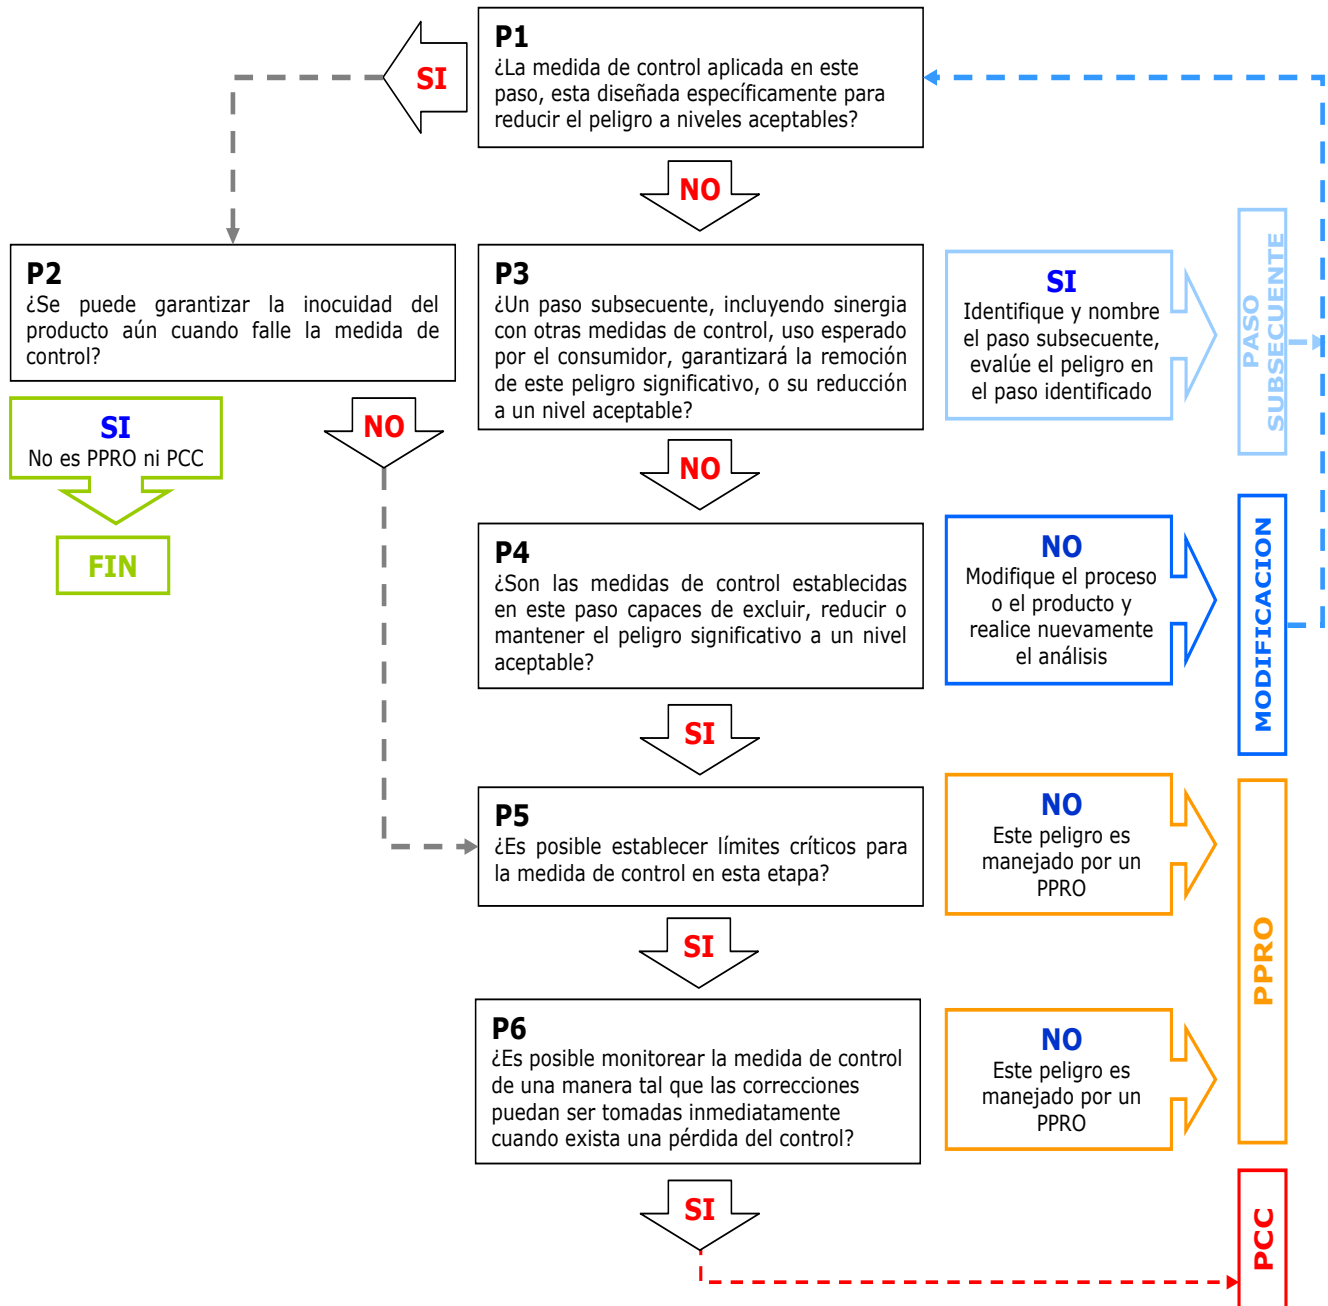 P1
¿La medida de control aplicada en este
paso, esta diseñada específicamente para
reducir el peligro a niveles aceptables?
SI
NO
P2
¿Se puede garantizar la inocuidad del
producto aún cuando falle la medida de
control?
SI
No es PPRO ni PCC
FIN
NO
P3
¿Un paso subsecuente, incluyendo sinergia
con otras medidas de control, uso esperado
por el consumidor, garantizará la remoción
de este peligro significativo, o su reducción
a un nivel aceptable?
SI
Identifique y nombre
el paso subsecuente,
evalúe el peligro en
el paso identificado
PASO
SUBSECUENTE
NO
P4
¿Son las medidas de control establecidas
en este paso capaces de excluir, reducir o
mantener el peligro significativo a un nivel
aceptable?
NO
Modifique el proceso
o el producto y
realice nuevamente
el análisis
MODIFICACION
SI
P5
¿Es posible establecer límites críticos para
la medida de control en esta etapa?
NO
Este peligro es
manejado por un
PPRO
SI
P6
¿Es posible monitorear la medida de control
de una manera tal que las correcciones
puedan ser tomadas inmediatamente
cuando exista una pérdida del control?
NO
Este peligro es
manejado por un
PPRO
PPRO
SI
PCC